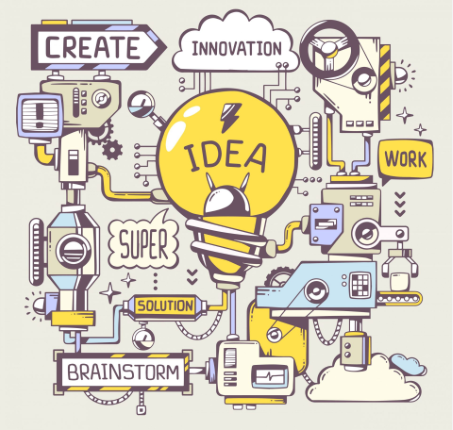 CREATE
INNOVATION
!
IDEA
WORK
SUPER
SOLUTION
BRAINSTORM